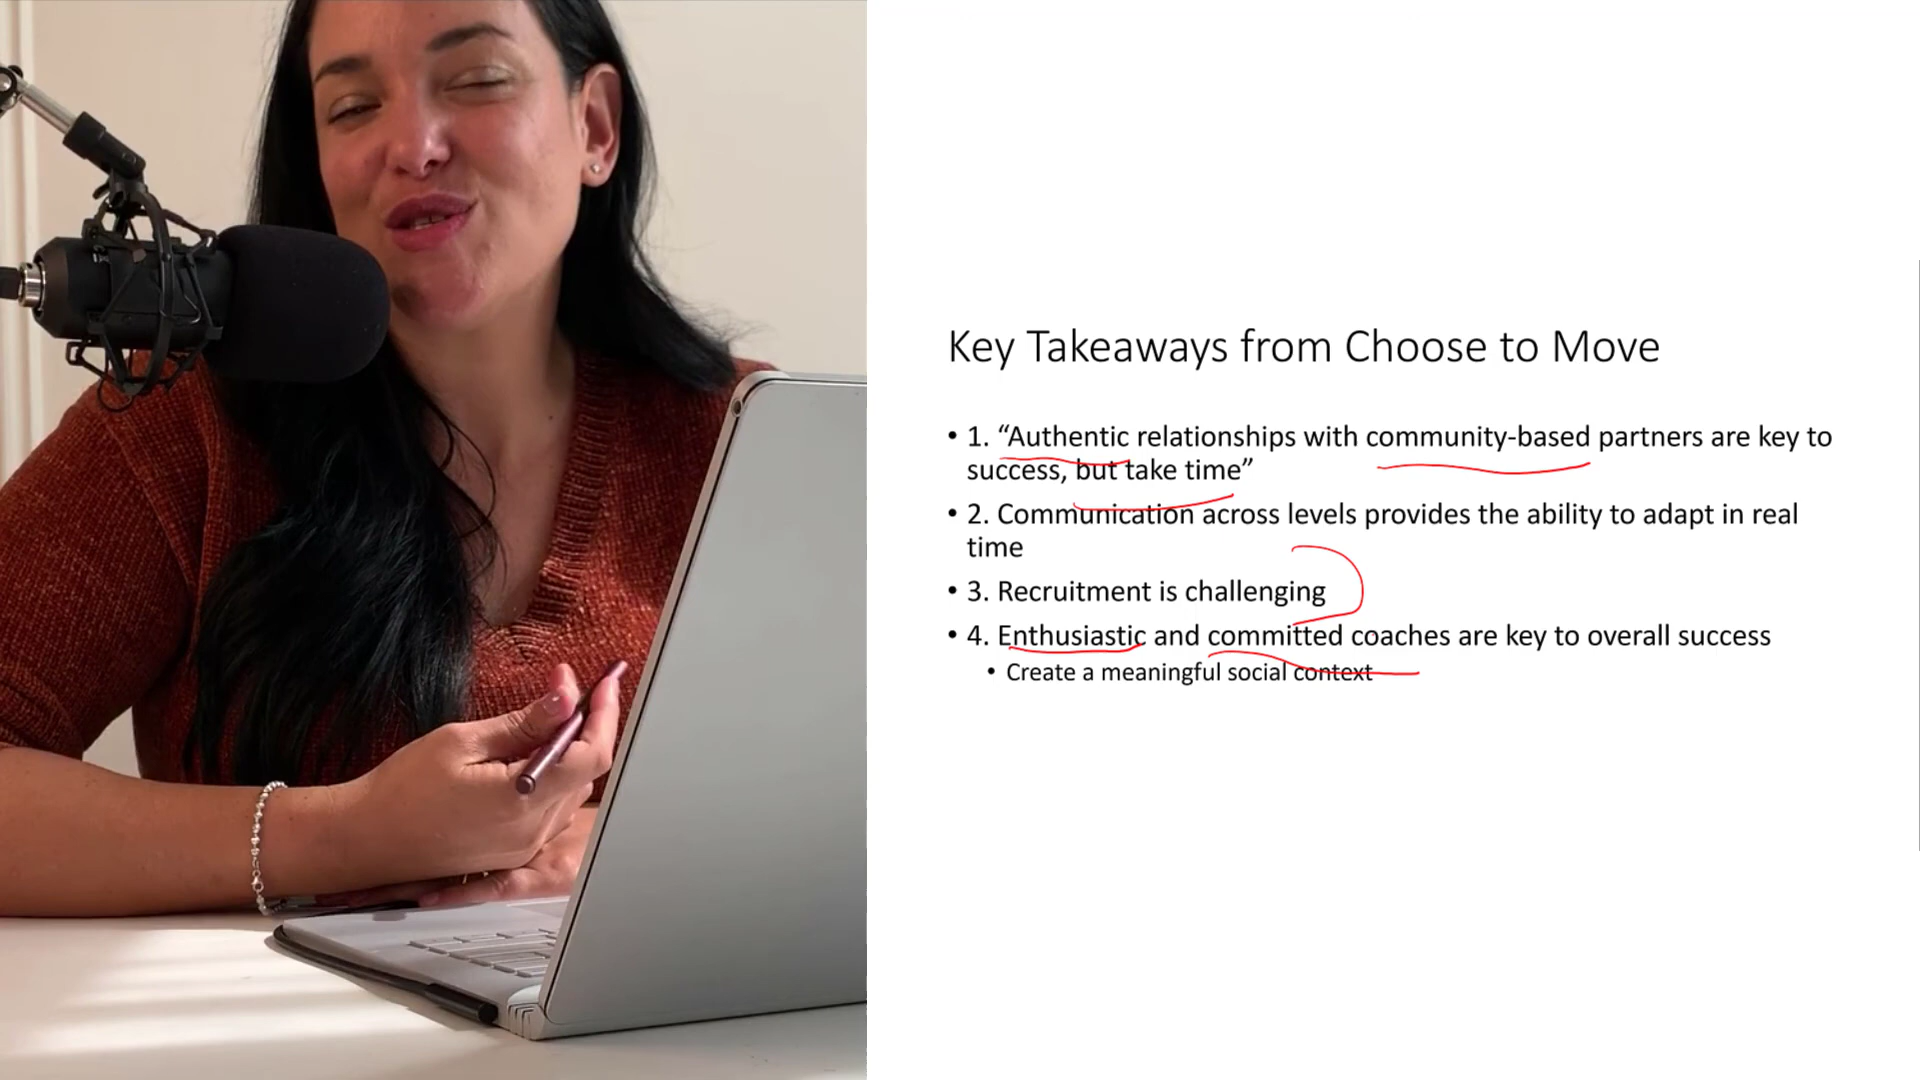 Key Takeaways from Choose to Move
• 1. “Authentic relationships with community-based partners are key to
success, but take time”
• 2. Communication across levels provides the ability to adapt in real
time
• 3. Recruitment is challenging
• 4. Enthusiastic and committed coaches are key to overall success
• Create a meaningful social context